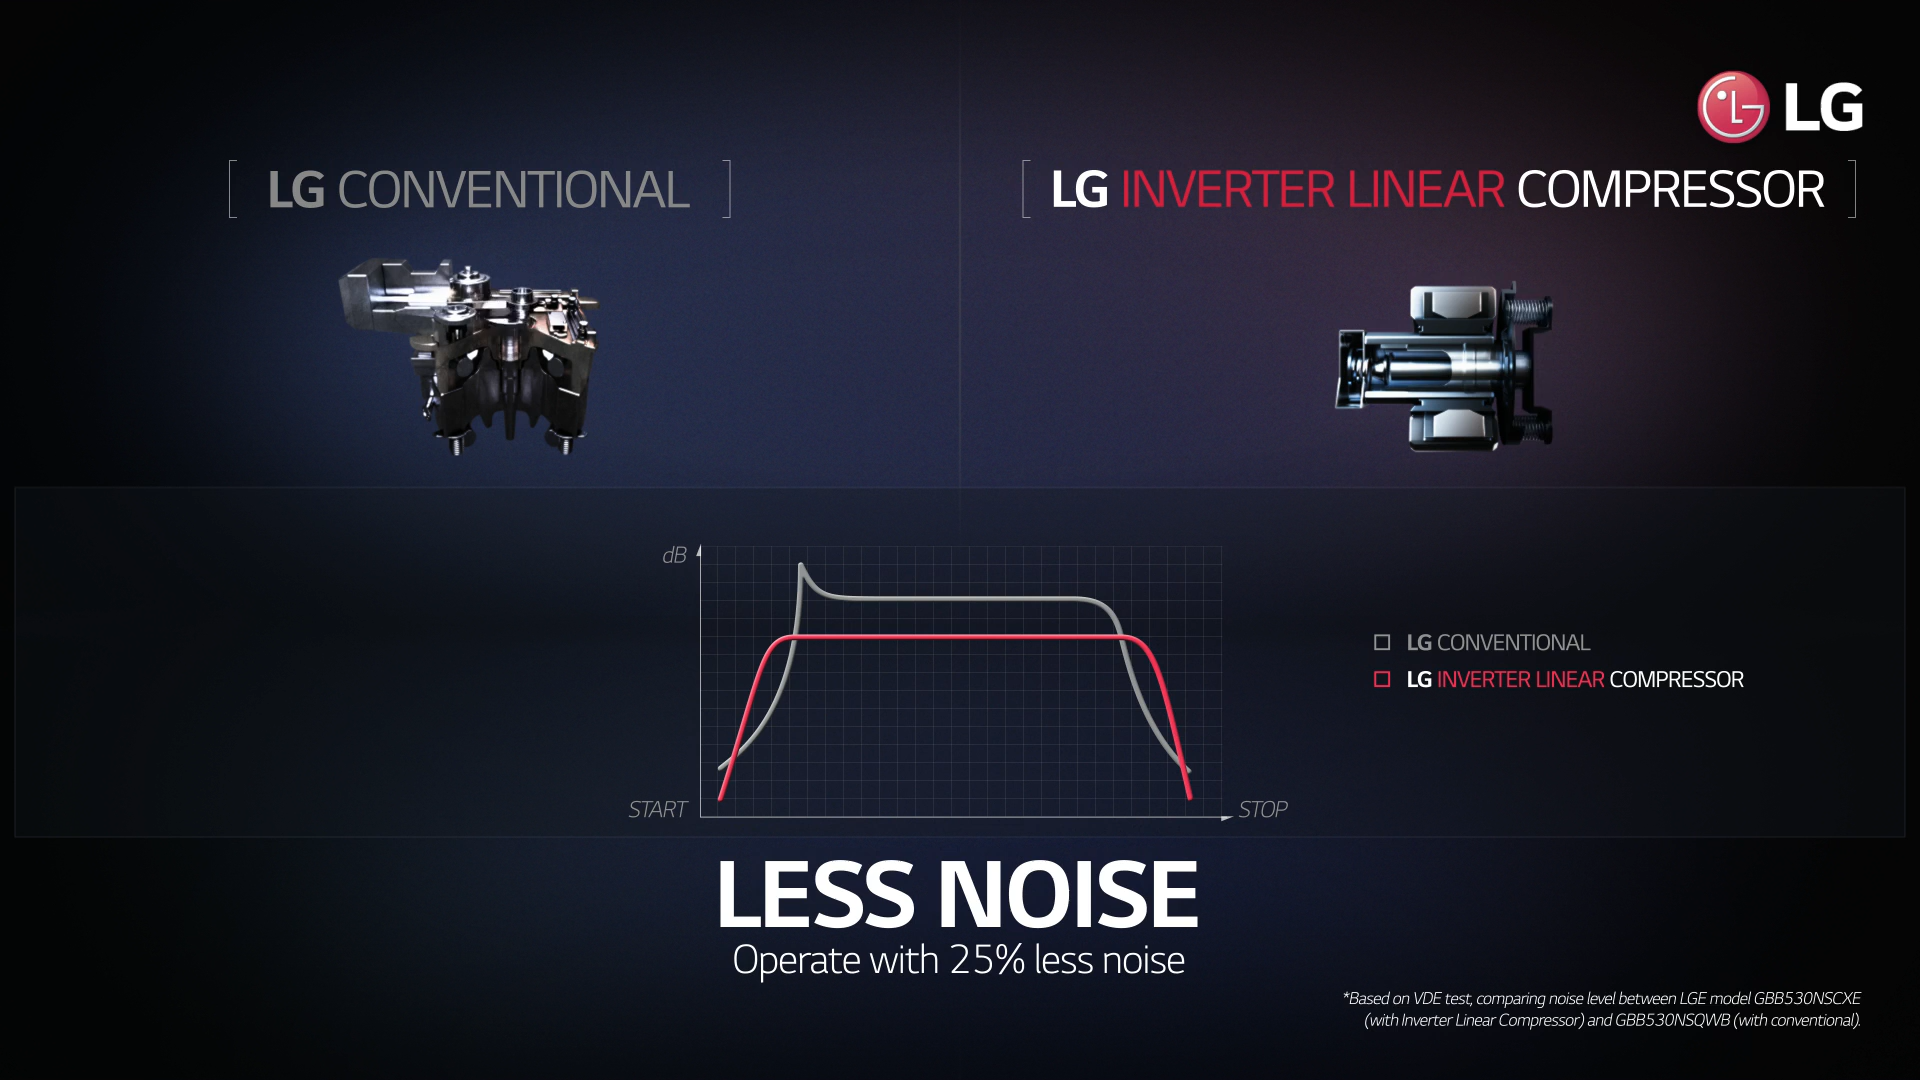 LG
LG CONVENTIONAL
LG INVERTER LINEAR COMPRESSOR
dB
LG CONVENTIONAL
LG INVERTER LINEAR COMPRESSOR
START
STOP
LESS NOISE
Operate with 25% less noise
*Based on VDE test, comparing noise level between LGE model GBB530NSCXE
(with Inverter Linear Compressor) and GBB530NSQWB (with conventional).